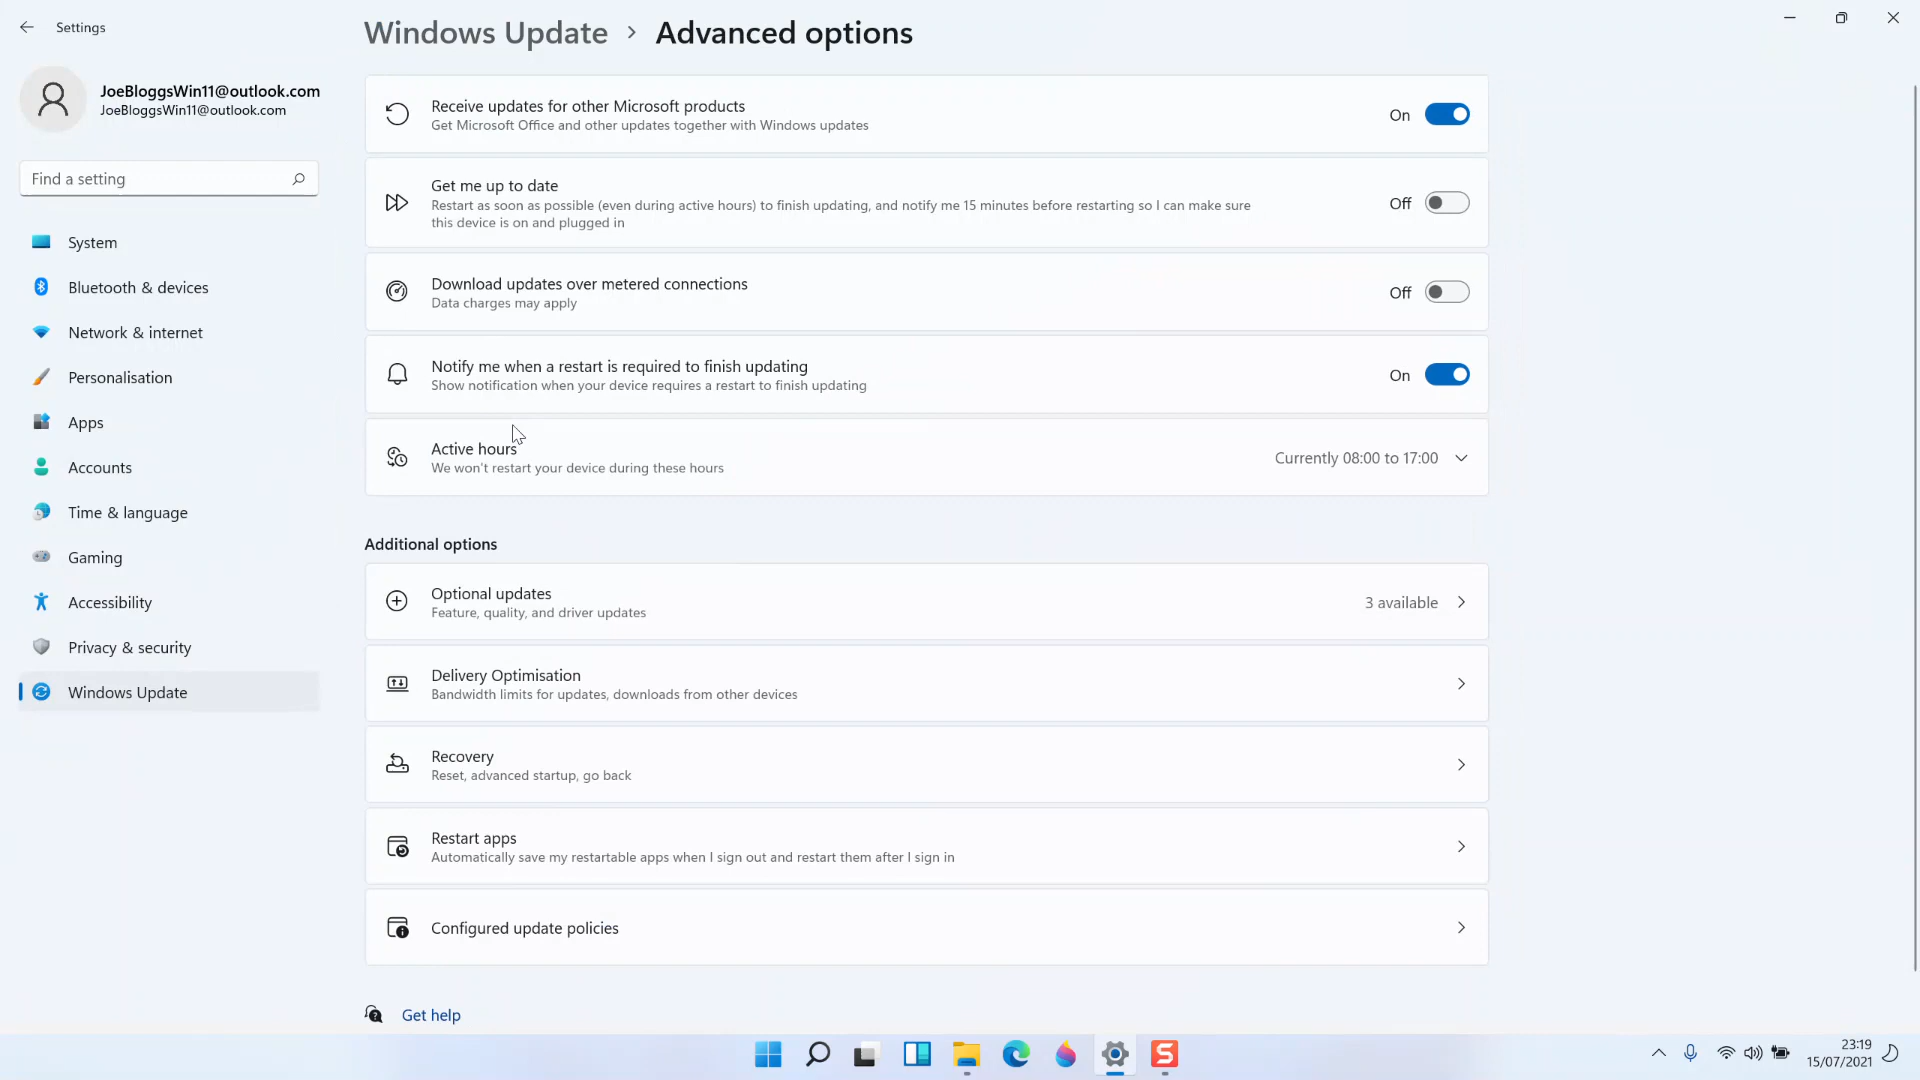 Settings
Windows Update > Advanced options
JoeBloggsWin11@outlook.com
JoeBloggsWin11@outlook.com
Find a setting
System
Bluetooth & devices
Network & internet
Personalisation
Apps
Accounts
Time & language
Gaming
Accessibility
Privacy & security
Windows Update
Receive updates for other Microsoft products
Get Microsoft Office and other updates together with Windows updates
On
Get me up to date
Restart as soon as possible (even during active hours) to finish updating, and notify me 15 minutes before restarting so I can make sure
this device is on and plugged in
Off
Download updates over metered connections
Data charges may apply
Off
Notify me when a restart is required to finish updating
Show notification when your device requires a restart to finish updating
On
Active hours
We won't restart your device during these hours
Currently 08:00 to 17:00
Additional options
Optional updates
Feature, quality, and driver updates
3 available
Delivery Optimisation
Bandwidth limits for updates, downloads from other devices
Recovery
Reset, advanced startup, go back
Restart apps
Automatically save my restartable apps when I sign out and restart them after I sign in
Configured update policies
Get help
23:19
15/07/2021